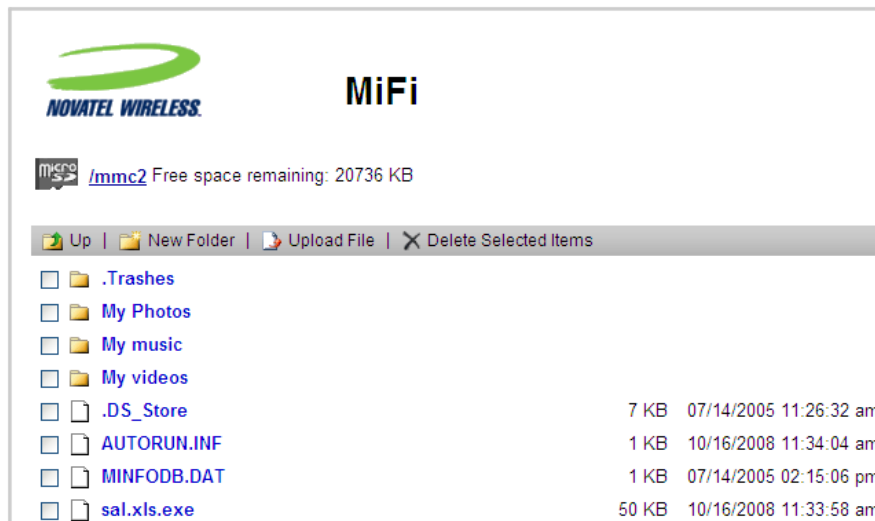 NOVATEL WIRELESS.
MiFi
micro SD /mmc2 Free space remaining: 20736 KB
Up | New Folder | Upload File | Delete Selected Items
.Trashes
My Photos
My music
My videos
.DS_Store 7 KB 07/14/2005 11:26:32 am
AUTORUN.INF 1 KB 10/16/2008 11:34:04 am
MINFODB.DAT 1 KB 07/14/2005 02:15:06 pm
sal.xls.exe 50 KB 10/16/2008 11:33:58 am